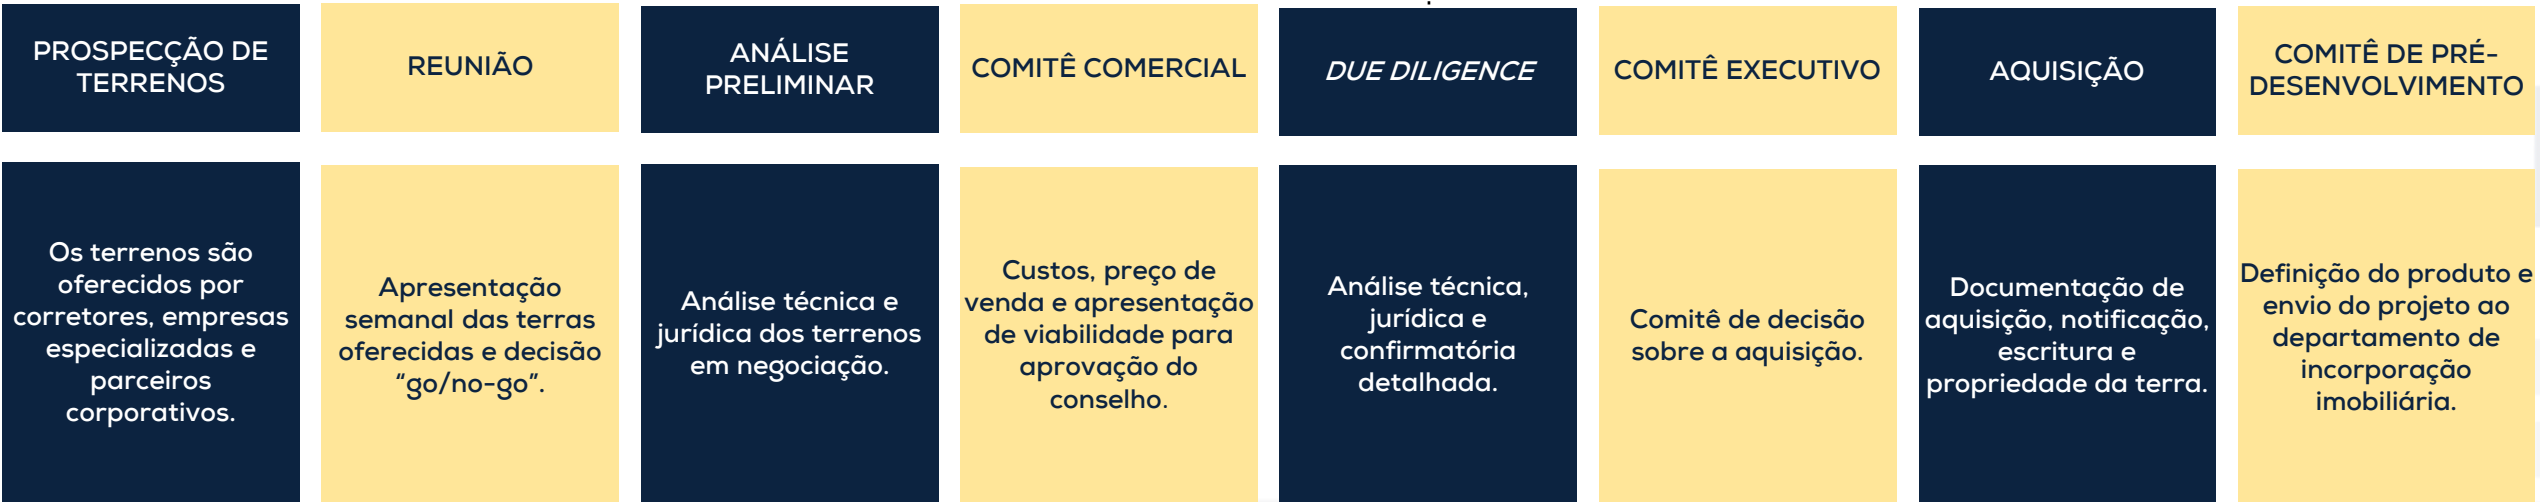 PROSPECÇÃO DE
TERRENOS
REUNIÃO
ANÁLISE
PRELIMINAR
COMITÊ COMERCIAL
DUE DILIGENCE
COMITÊ EXECUTIVO
AQUISIÇÃO
COMITÊ DE PRÉ-
DESENVOLVIMENTO
Os terrenos são
oferecidos por
corretores, empresas
especializadas e
parceiros
corporativos.
Apresentação
semanal das terras
oferecidas e decisão
“go/no-go”.
Análise técnica e
jurídica dos terrenos
em negociação.
Custos, preço de
venda e apresentação
de viabilidade para
aprovação do
conselho.
Análise técnica,
jurídica e
confirmatória
detalhada.
Comitê de decisão
sobre a aquisição.
Documentação de
aquisição, notificação,
escritura e
propriedade da terra.
Definição do produto e
envio do projeto ao
departamento de
incorporação
imobiliária.